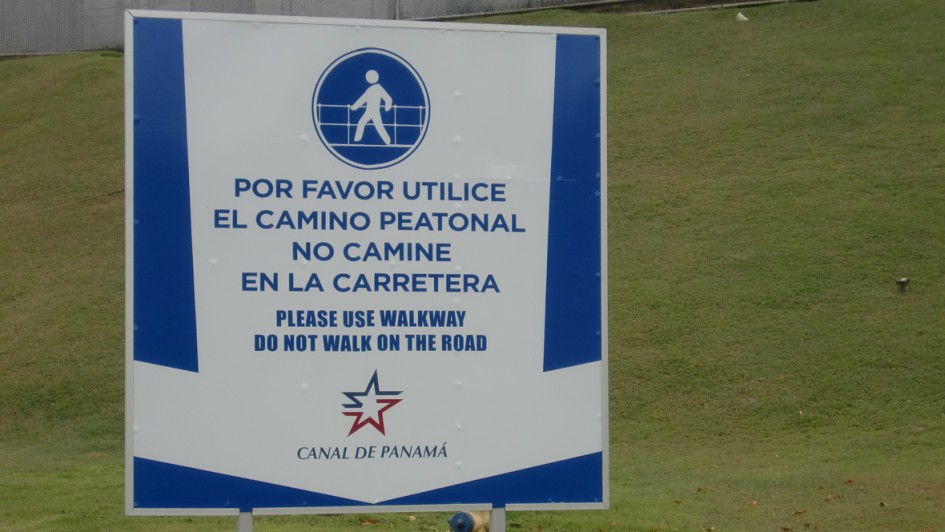 POR FAVOR UTILICE
EL CAMINO PEATONAL
NO CAMINE
EN LA CARRETERA
PLEASE USE WALKWAY
DO NOT WALK ON THE ROAD
CANAL DE PANAMÁ